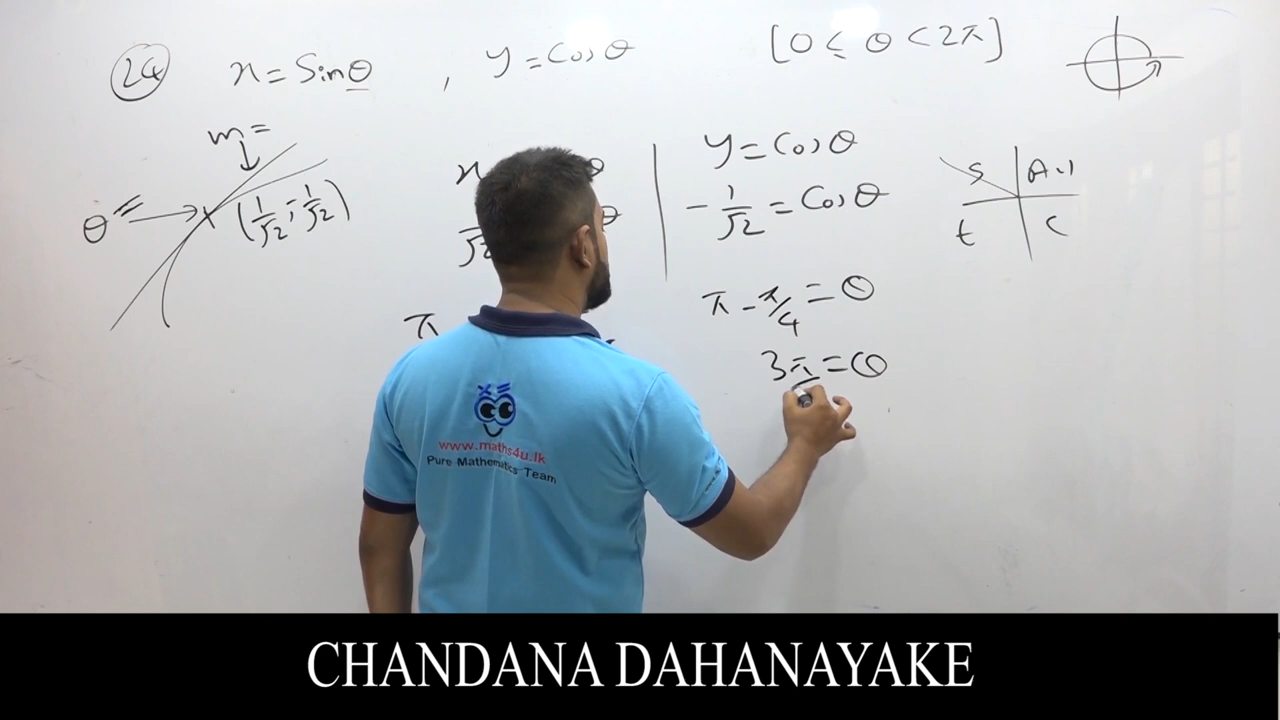 24 x = Sinθ , y = Cosθ [0 ≤ θ < 2π]
m =
θ = (1/√2, -1/√2)
y = Cosθ
- 1/√2 = Cosθ
π - π/4 = θ
3π = θ
S All
t C
π
www.maths4u.lk
Pure Mathematics Team
CHANDANA DAHANAYAKE